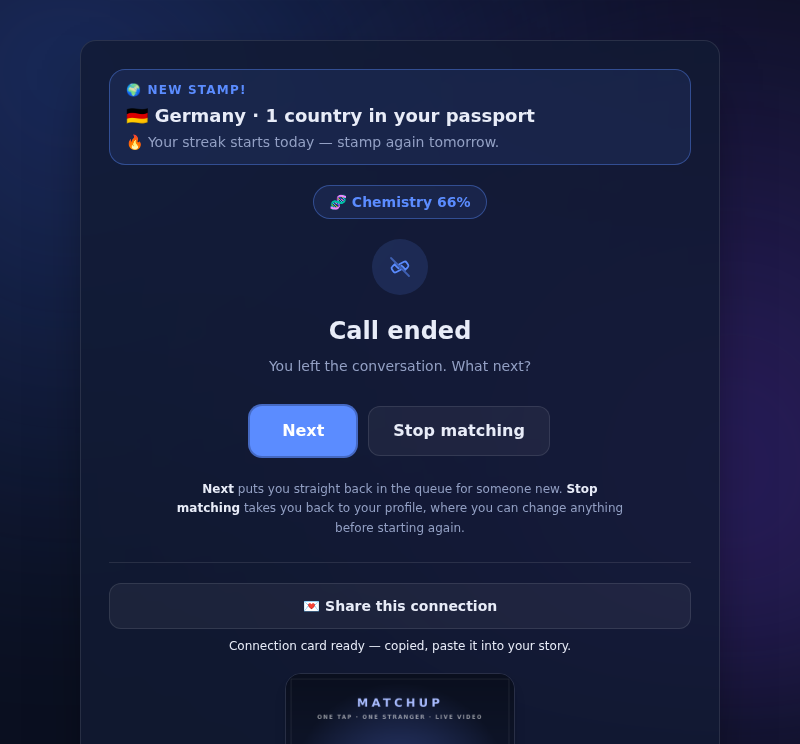 🌍 NEW STAMP!
🇩🇪 Germany · 1 country in your passport
🔥 Your streak starts today — stamp again tomorrow.
🧬 Chemistry 66%
Call ended
You left the conversation. What next?
Next
Stop matching
Next puts you straight back in the queue for someone new. Stop
matching takes you back to your profile, where you can change anything
before starting again.
💌 Share this connection
Connection card ready — copied, paste it into your story.
MATCHUP
ONE TAP · ONE STRANGER · LIVE VIDEO